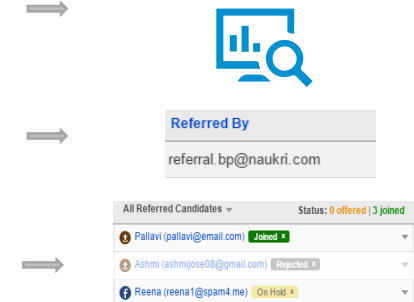 Referred By
referral.bp@naukri.com
All Referred Candidates Status: 0 offered | 3 joined
Pallavi (pallavi@email.com) Joined x
Ashmi (ashmijose08@gmail.com) Rejected x
Reena (reena1@spam4.me) On Hold x